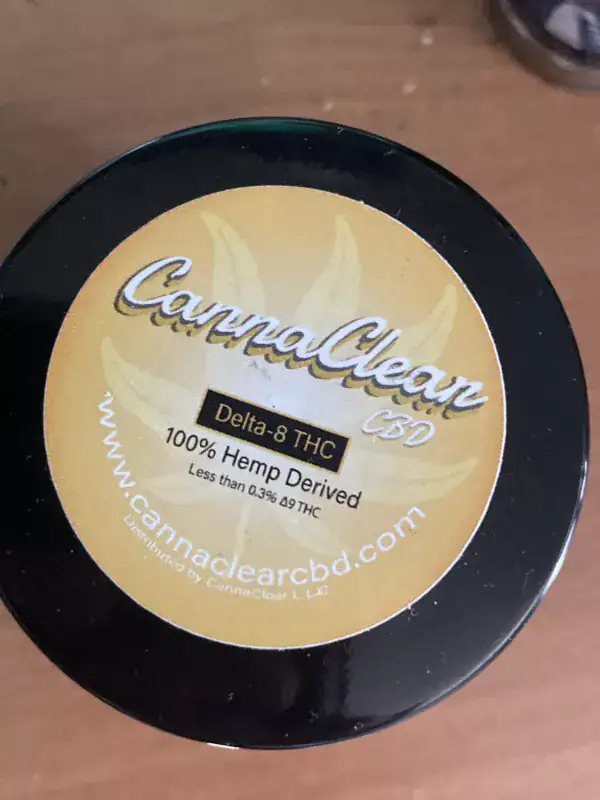 CannaClear
CBD
Delta-8 THC
100% Hemp Derived
Less than 0.3% Δ9 THC
www.cannaclearcbd.com
Distributed by CannaClear L.L.C